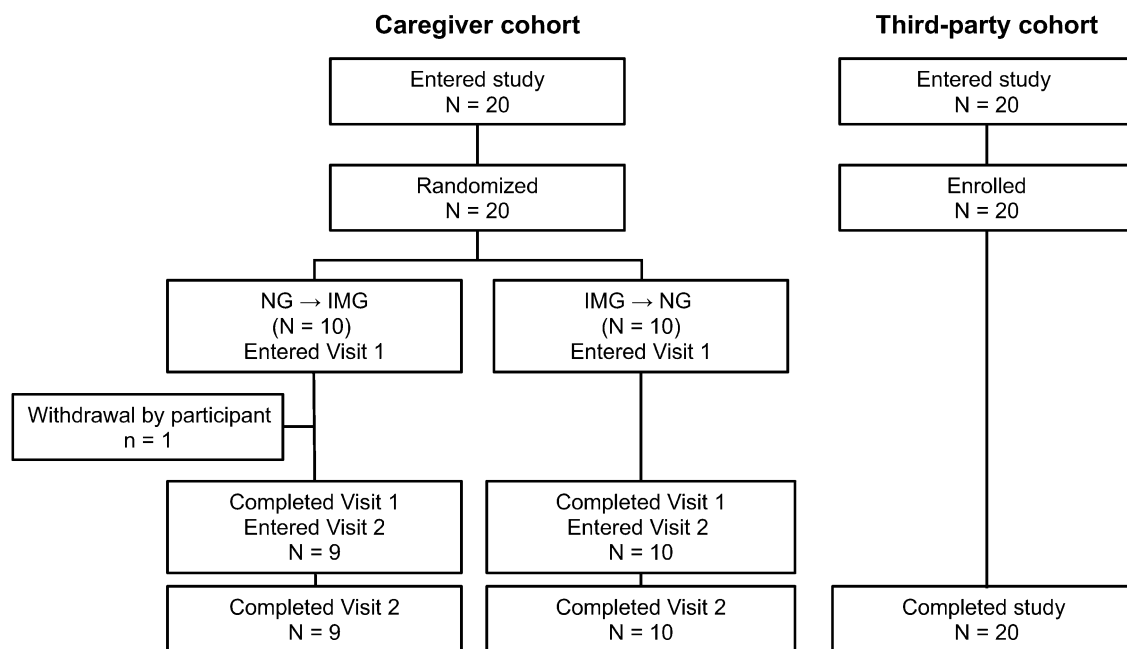 Caregiver cohort
Entered study
N = 20
Randomized
N = 20
NG → IMG
(N = 10)
Entered Visit 1
IMG → NG
(N = 10)
Entered Visit 1
Withdrawal by participant
n = 1
Completed Visit 1
Entered Visit 2
N = 9
Completed Visit 1
Entered Visit 2
N = 10
Completed Visit 2
N = 9
Completed Visit 2
N = 10
Third-party cohort
Entered study
N = 20
Enrolled
N = 20
Completed study
N = 20